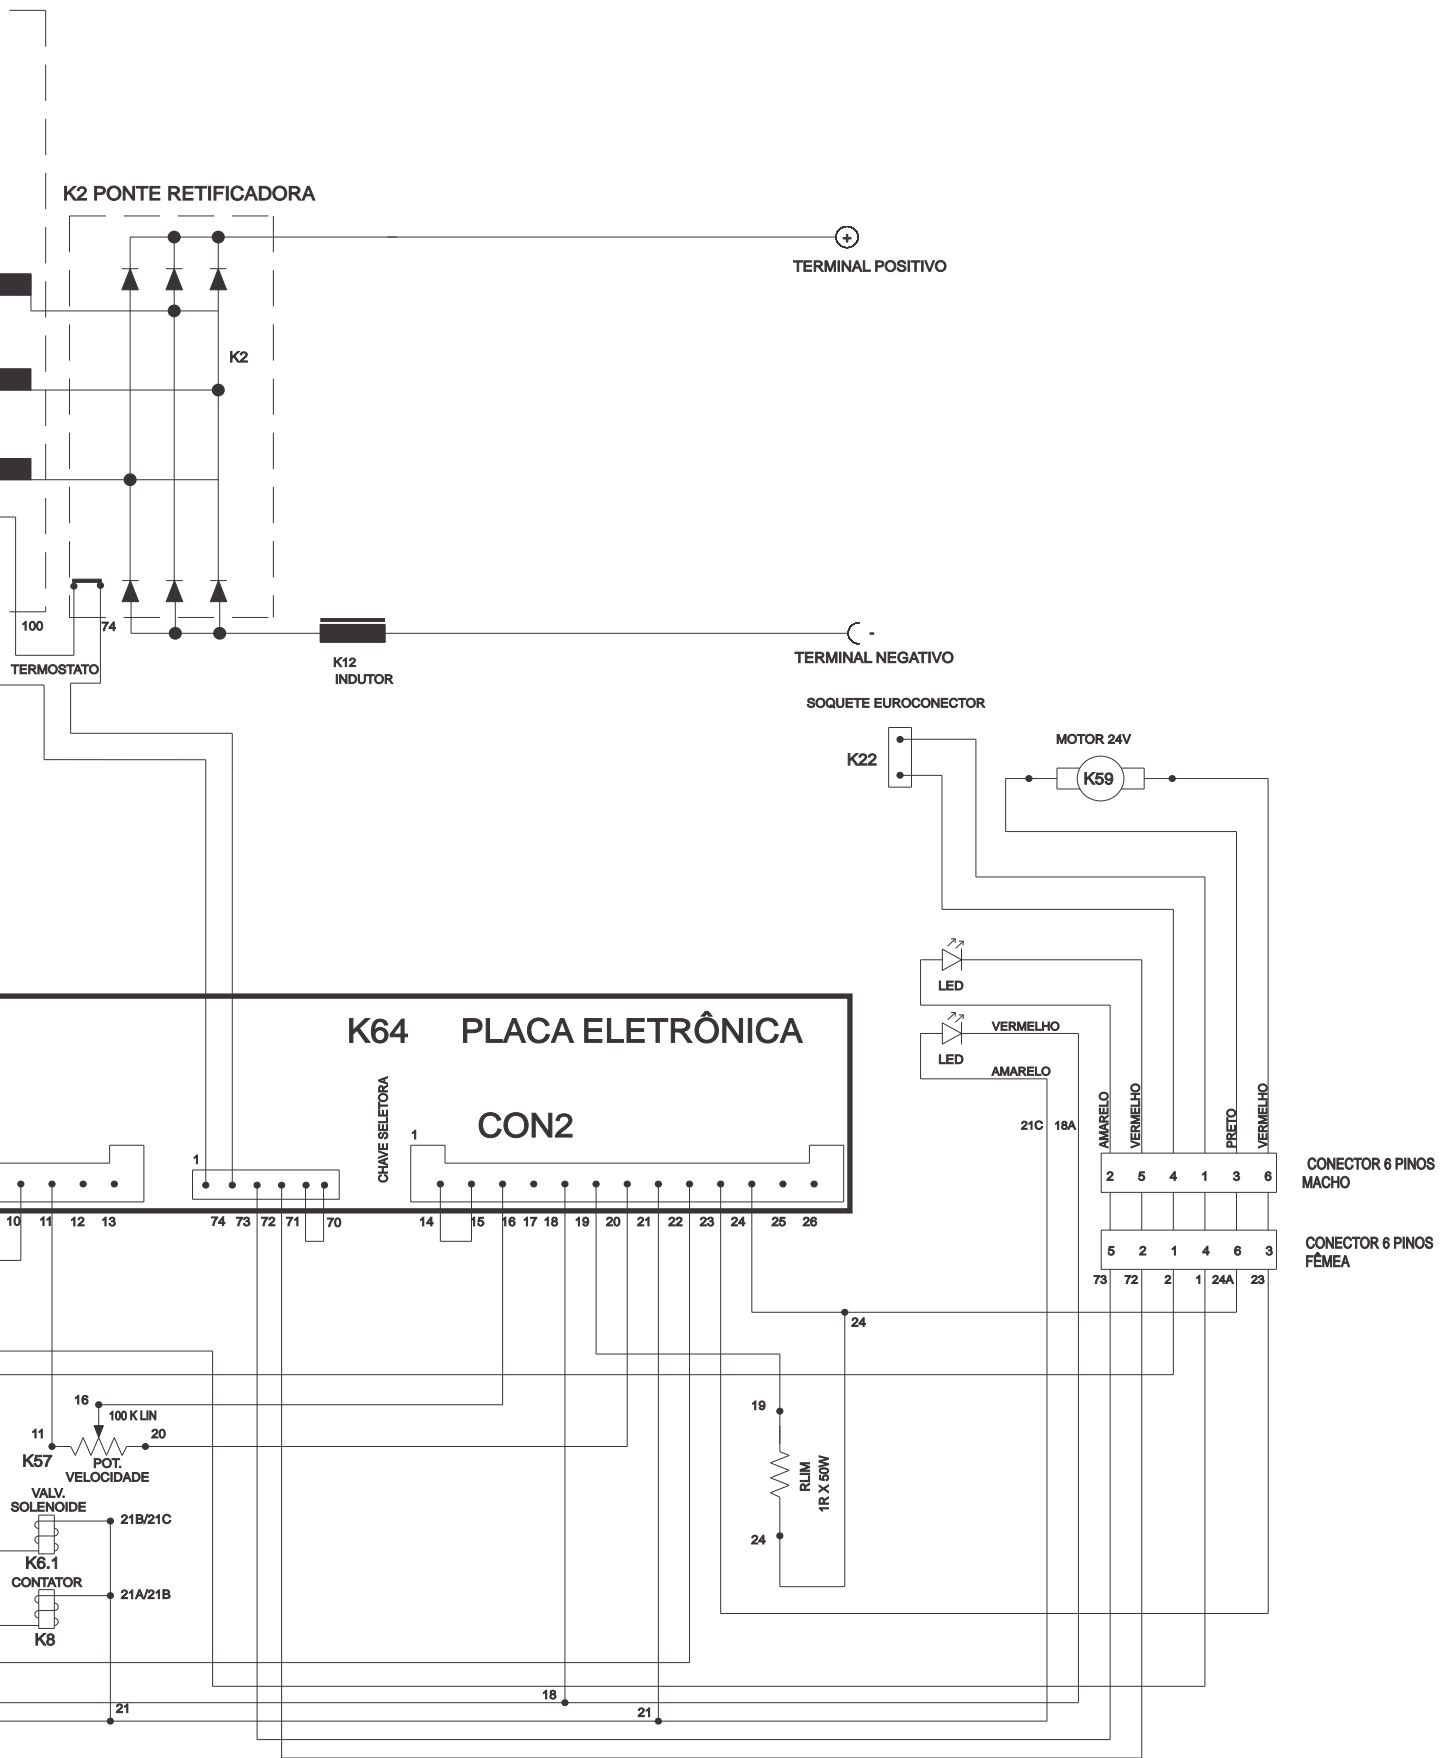 K2 PONTE RETIFICADORA
+
TERMINAL POSITIVO
K2
100
74
TERMOSTATO
K12
INDUTOR
-
TERMINAL NEGATIVO
SOQUETE EUROCONECTOR
K22
MOTOR 24V
K59
LED
LED
VERMELHO
AMARELO
21C
18A
AMARELO
VERMELHO
PRETO
VERMELHO
K64 PLACA ELETRÔNICA
CHAVE SELETORA
CON2
1
1
2 5 4 1 3 6
CONECTOR 6 PINOS
MACHO
10 11 12 13
74 73 72 71 70
14 15 16 17 18 19 20 21 22 23 24 25 26
5 2 1 4 6 3
CONECTOR 6 PINOS
FÊMEA
73 72 2 1 24A 23
24
16
100 K LIN
11
20
K57
POT.
VELOCIDADE
19
RLIM
1R X 50W
24
VALV.
SOLENOIDE
21B/21C
K6.1
CONTATOR
21A/21B
K8
18
21
21